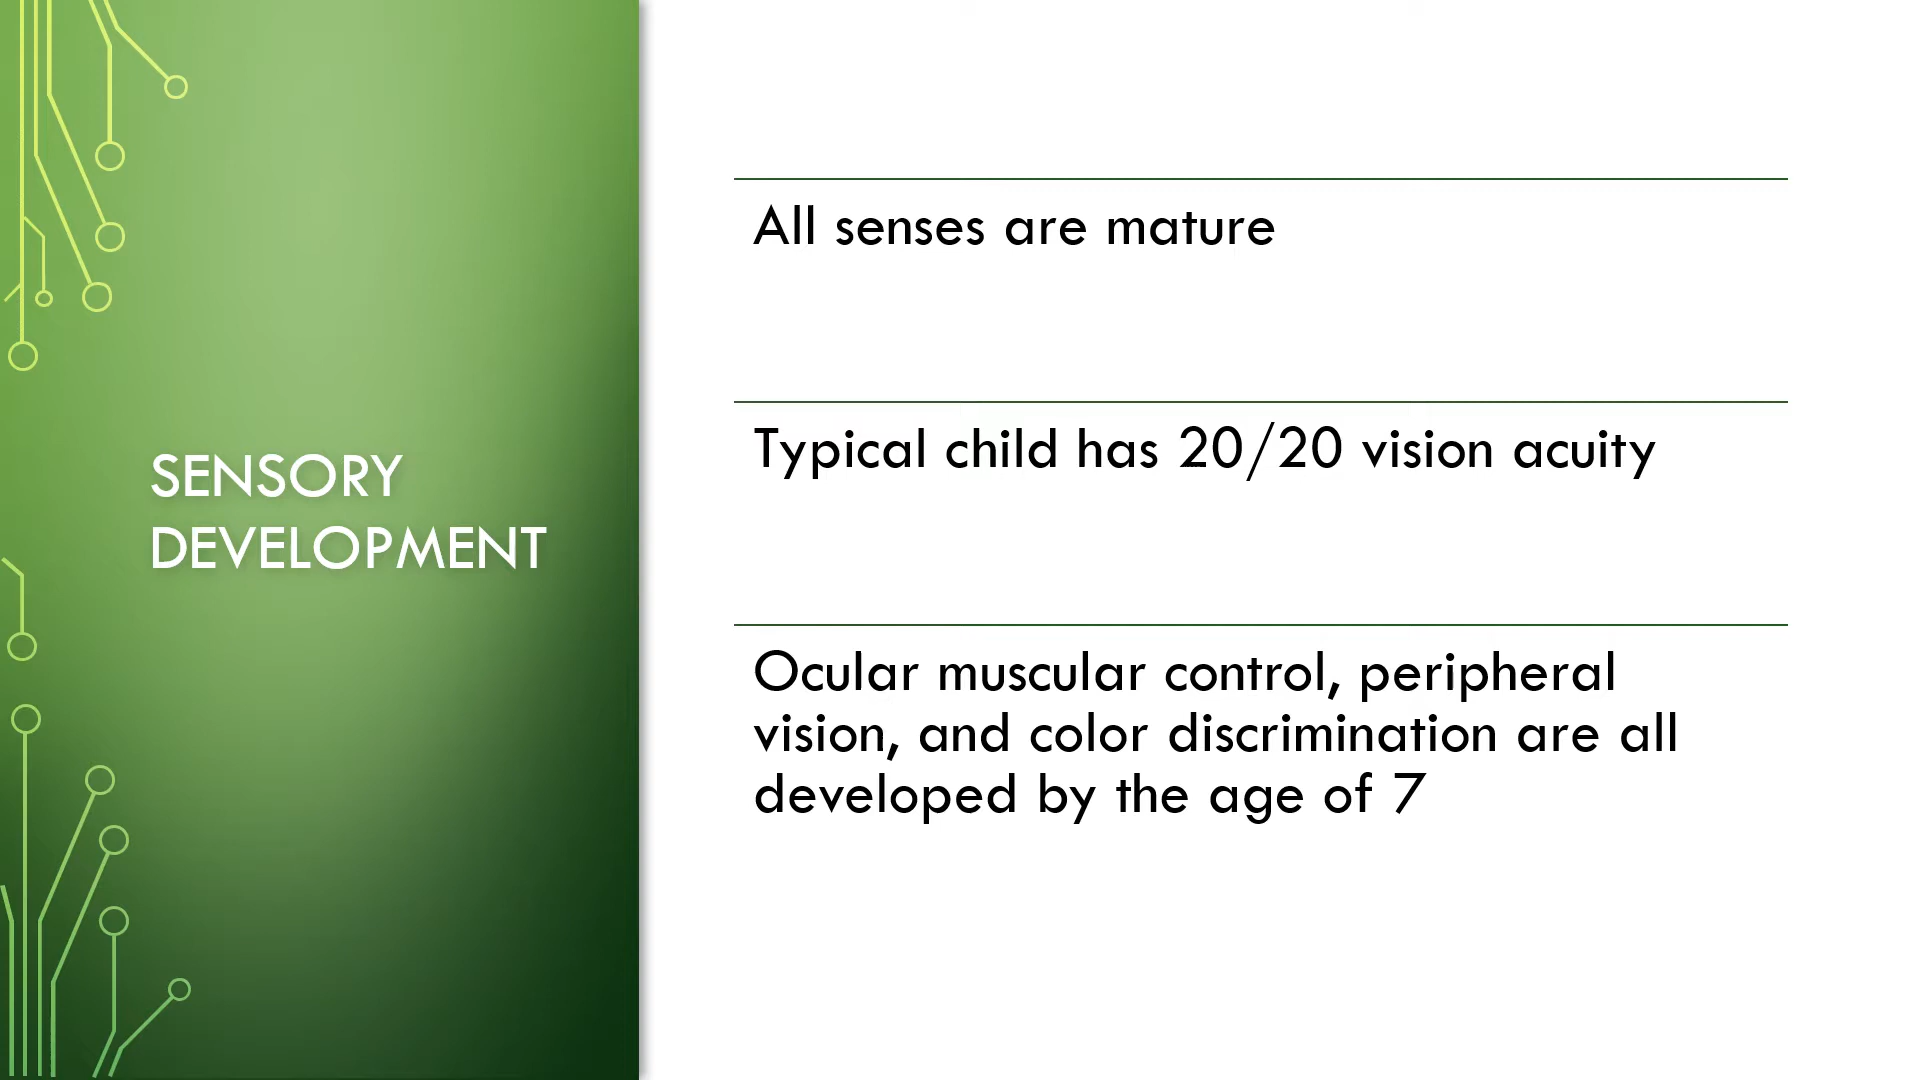 SENSORY
DEVELOPMENT
All senses are mature
Typical child has 20/20 vision acuity
Ocular muscular control, peripheral
vision, and color discrimination are all
developed by the age of 7